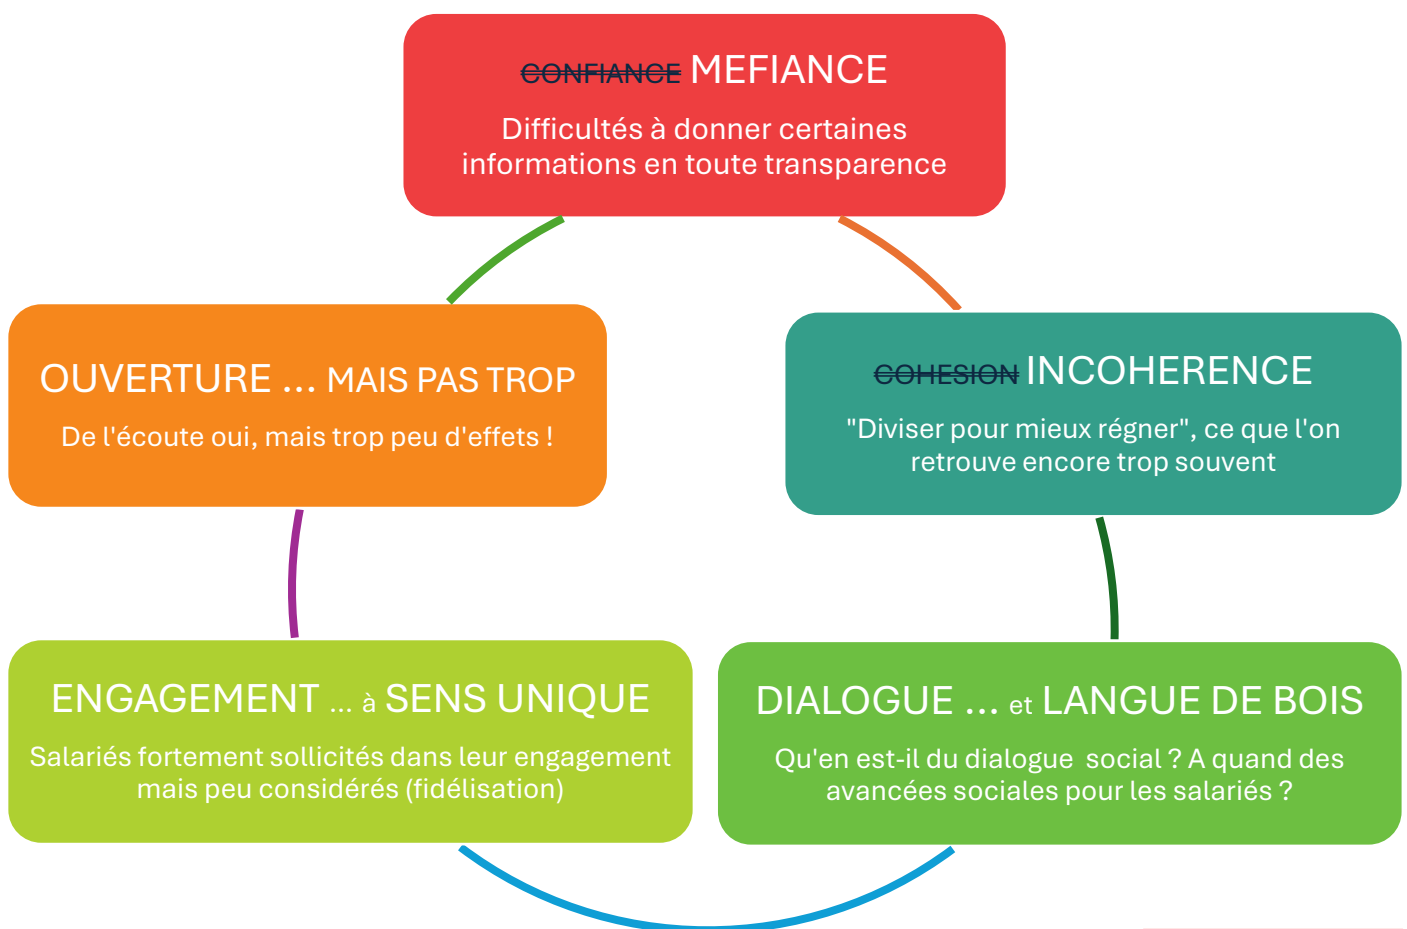 CONFIANCE MEFIANCE
Difficultés à donner certaines
informations en toute transparence
OUVERTURE ... MAIS PAS TROP
De l'écoute oui, mais trop peu d'effets !
COHESION INCOHERENCE
"Diviser pour mieux régner", ce que l'on
retrouve encore trop souvent
ENGAGEMENT ... à SENS UNIQUE
Salariés fortement sollicités dans leur engagement
mais peu considérés (fidélisation)
DIALOGUE ... et LANGUE DE BOIS
Qu'en est-il du dialogue  social ? A quand des
avancées sociales pour les salariés ?